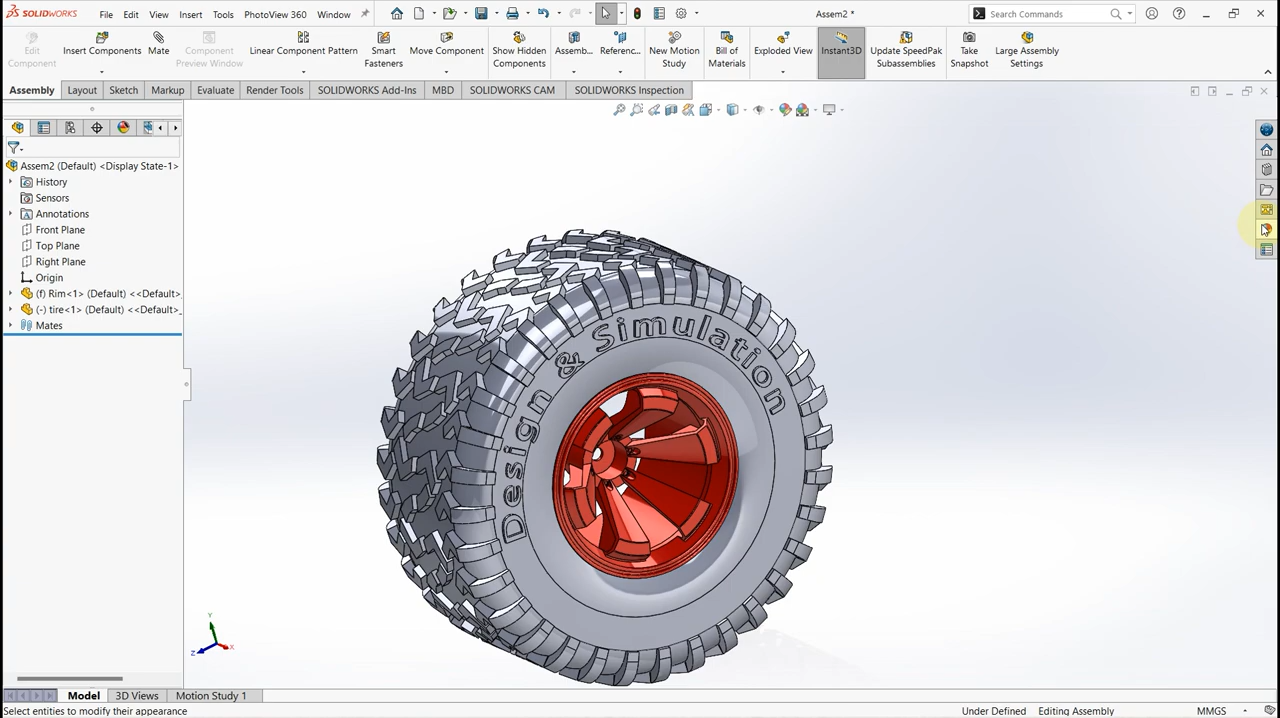 SOLIDWORKS File Edit View Insert Tools PhotoView 360 Window Assem2 * Search Commands
Edit Component Insert Components Mate Component Preview Window Linear Component Pattern Smart Fasteners Move Component Show Hidden Components Assemb... Referenc... New Motion Study Bill of Materials Exploded View Instant3D Update SpeedPak Subassemblies Take Snapshot Large Assembly Settings
Assembly Layout Sketch Markup Evaluate Render Tools SOLIDWORKS Add-Ins MBD SOLIDWORKS CAM SOLIDWORKS Inspection
Assem2 (Default) <Display State-1>
History
Sensors
Annotations
Front Plane
Top Plane
Right Plane
Origin
(f) Rim<1> (Default) <<Default>_
(-) tire<1> (Default) <<Default>_
Mates
Design & Simulation
Y
Z X
Model 3D Views Motion Study 1
Select entities to modify their appearance Under Defined Editing Assembly MMGS